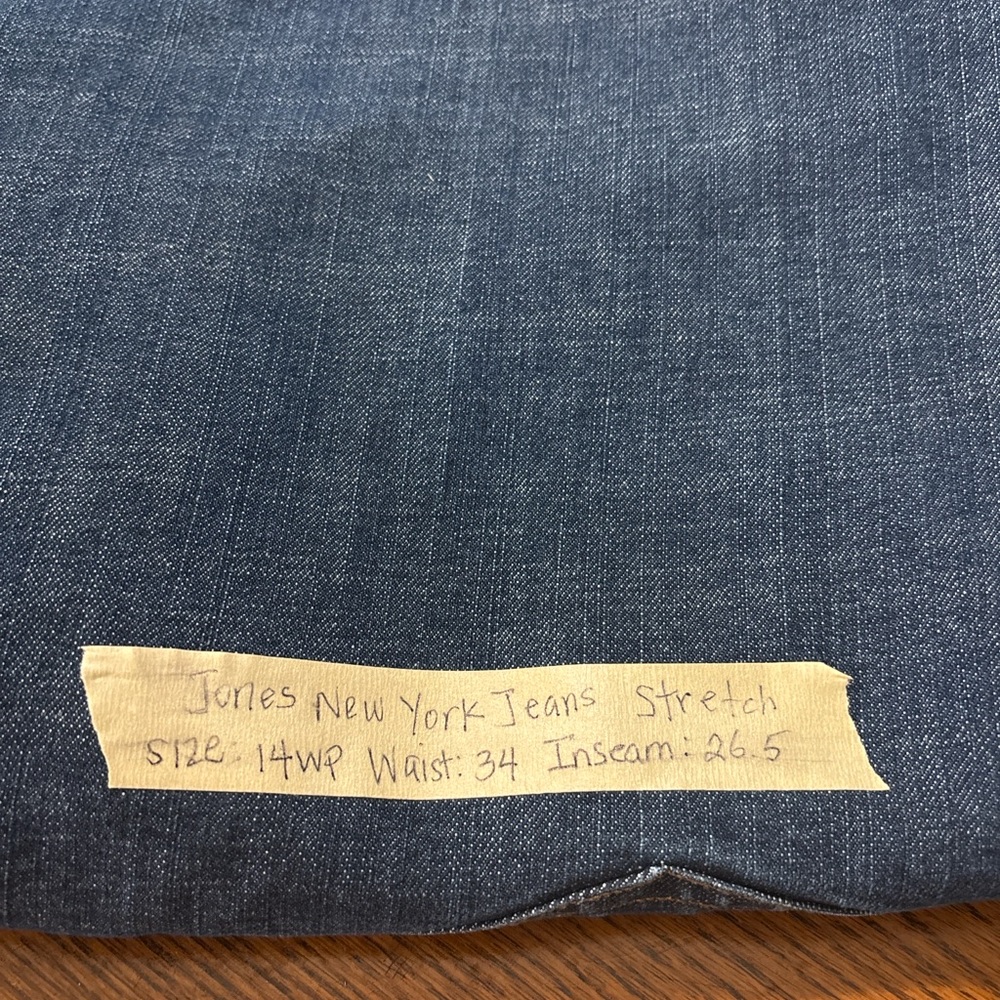 Jones New York Jeans Stretch
Size: 14WP Waist: 34 Inseam: 26.5